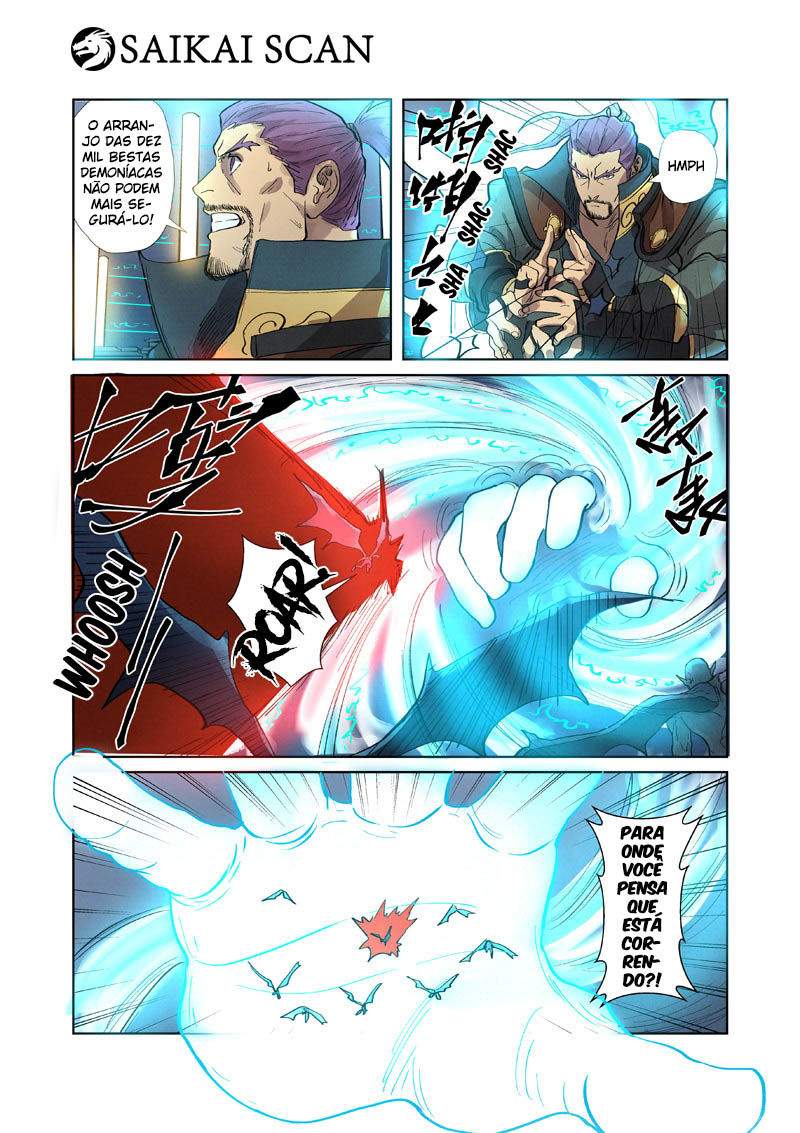 SAIKAI SCAN
O ARRAN-
JO DAS DEZ
MIL BESTAS
DEMONÍACAS
NÃO PODEM
MAIS SE-
GURÁ-LO!
HMPH
SHAC
SHAC
SHA
WHOOSH
ROAR!
PARA
ONDE
VOCÊ
PENSA
QUE
ESTÁ
COR-
REN-
DO?!